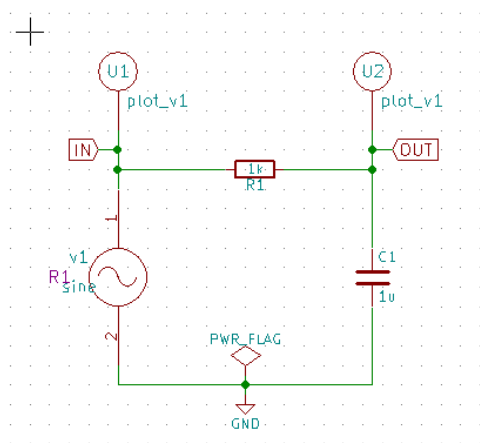 U1
U2
plot_v1
plot_v1
IN
OUT
1k
R1
1
v1
R1
sine
C1
1u
2
PWR_FLAG
GND